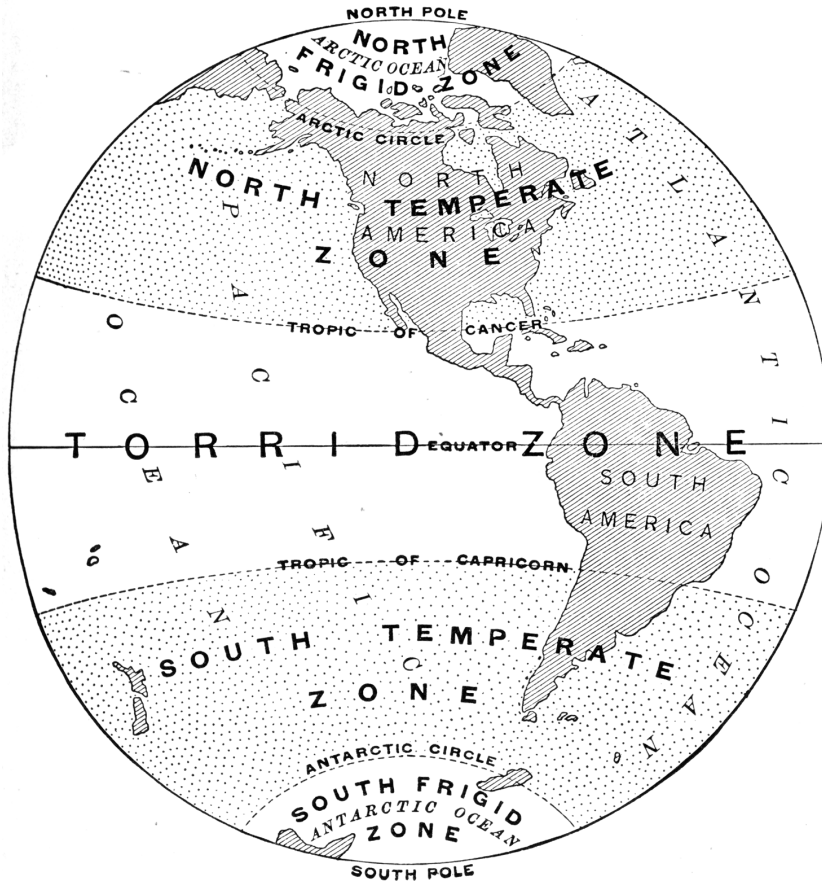 NORTH POLE
NORTH
ARCTIC OCEAN
FRIGID ZONE
ARCTIC CIRCLE
NORTH TEMPERATE
ZONE
NORTH
AMERICA
ATLANTIC OCEAN
PACIFIC
OCEAN
TROPIC OF CANCER
TORRID ZONE
EQUATOR
SOUTH
AMERICA
TROPIC OF CAPRICORN
SOUTH TEMPERATE
ZONE
ANTARCTIC CIRCLE
SOUTH FRIGID
ANTARCTIC OCEAN
ZONE
SOUTH POLE